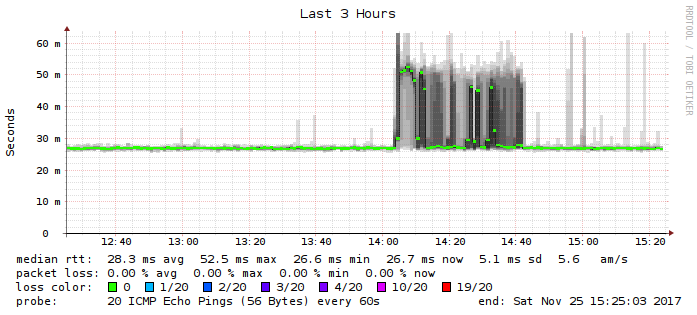 Last 3 Hours
RRDTOOL / TOBI OETIKER
Seconds
60 m
50 m
40 m
30 m
20 m
10 m
0
12:40 13:00 13:20 13:40 14:00 14:20 14:40 15:00 15:20
median rtt: 28.3 ms avg 52.5 ms max 26.6 ms min 26.7 ms now 5.1 ms sd 5.6 am/s
packet loss: 0.00 % avg 0.00 % max 0.00 % min 0.00 % now
loss color: 0 1/20 2/20 3/20 4/20 10/20 19/20
probe: 20 ICMP Echo Pings (56 Bytes) every 60s end: Sat Nov 25 15:25:03 2017